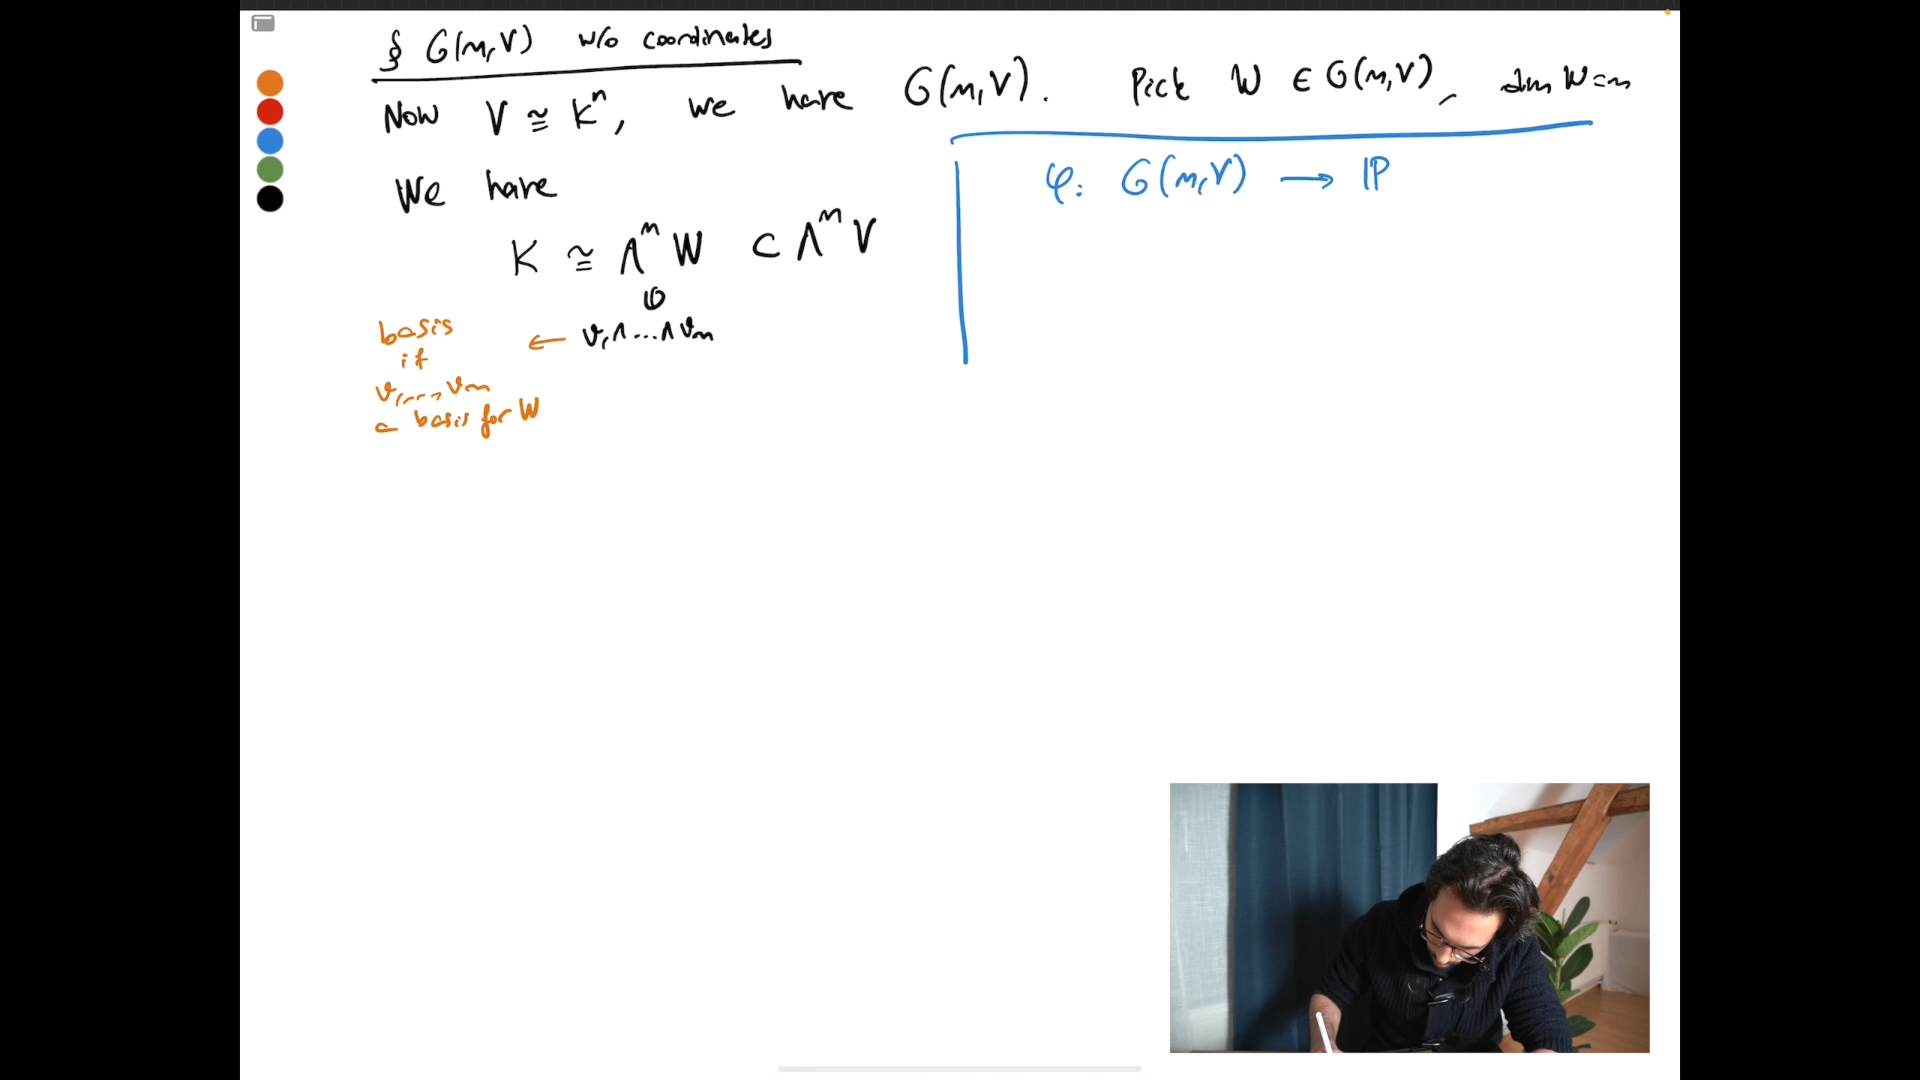 § G(m,V) w/o coordinates
Now V ≅ Kⁿ, we have G(m,V). Pick W ∈ G(m,V), dim W=m
We have
K ≅ Λᵐ W ⊂ Λᵐ V
v₁∧...∧vₘ
basis
if
v₁,...,vₘ
a basis for W
φ: G(m,V) → ℙ